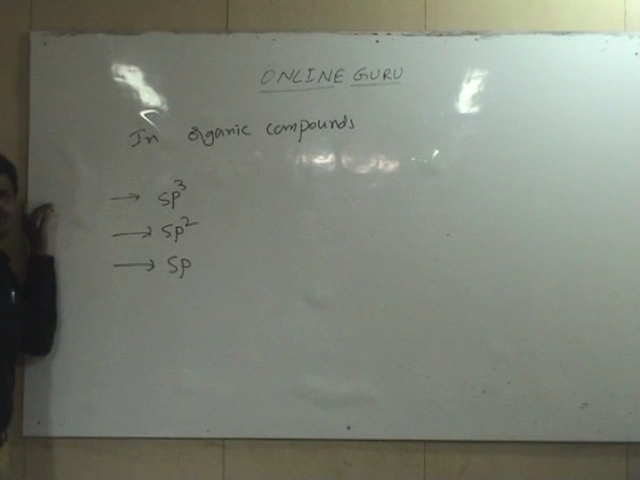 ONLINE GURU
In organic compounds
→ sp³
→ sp²
→ sp